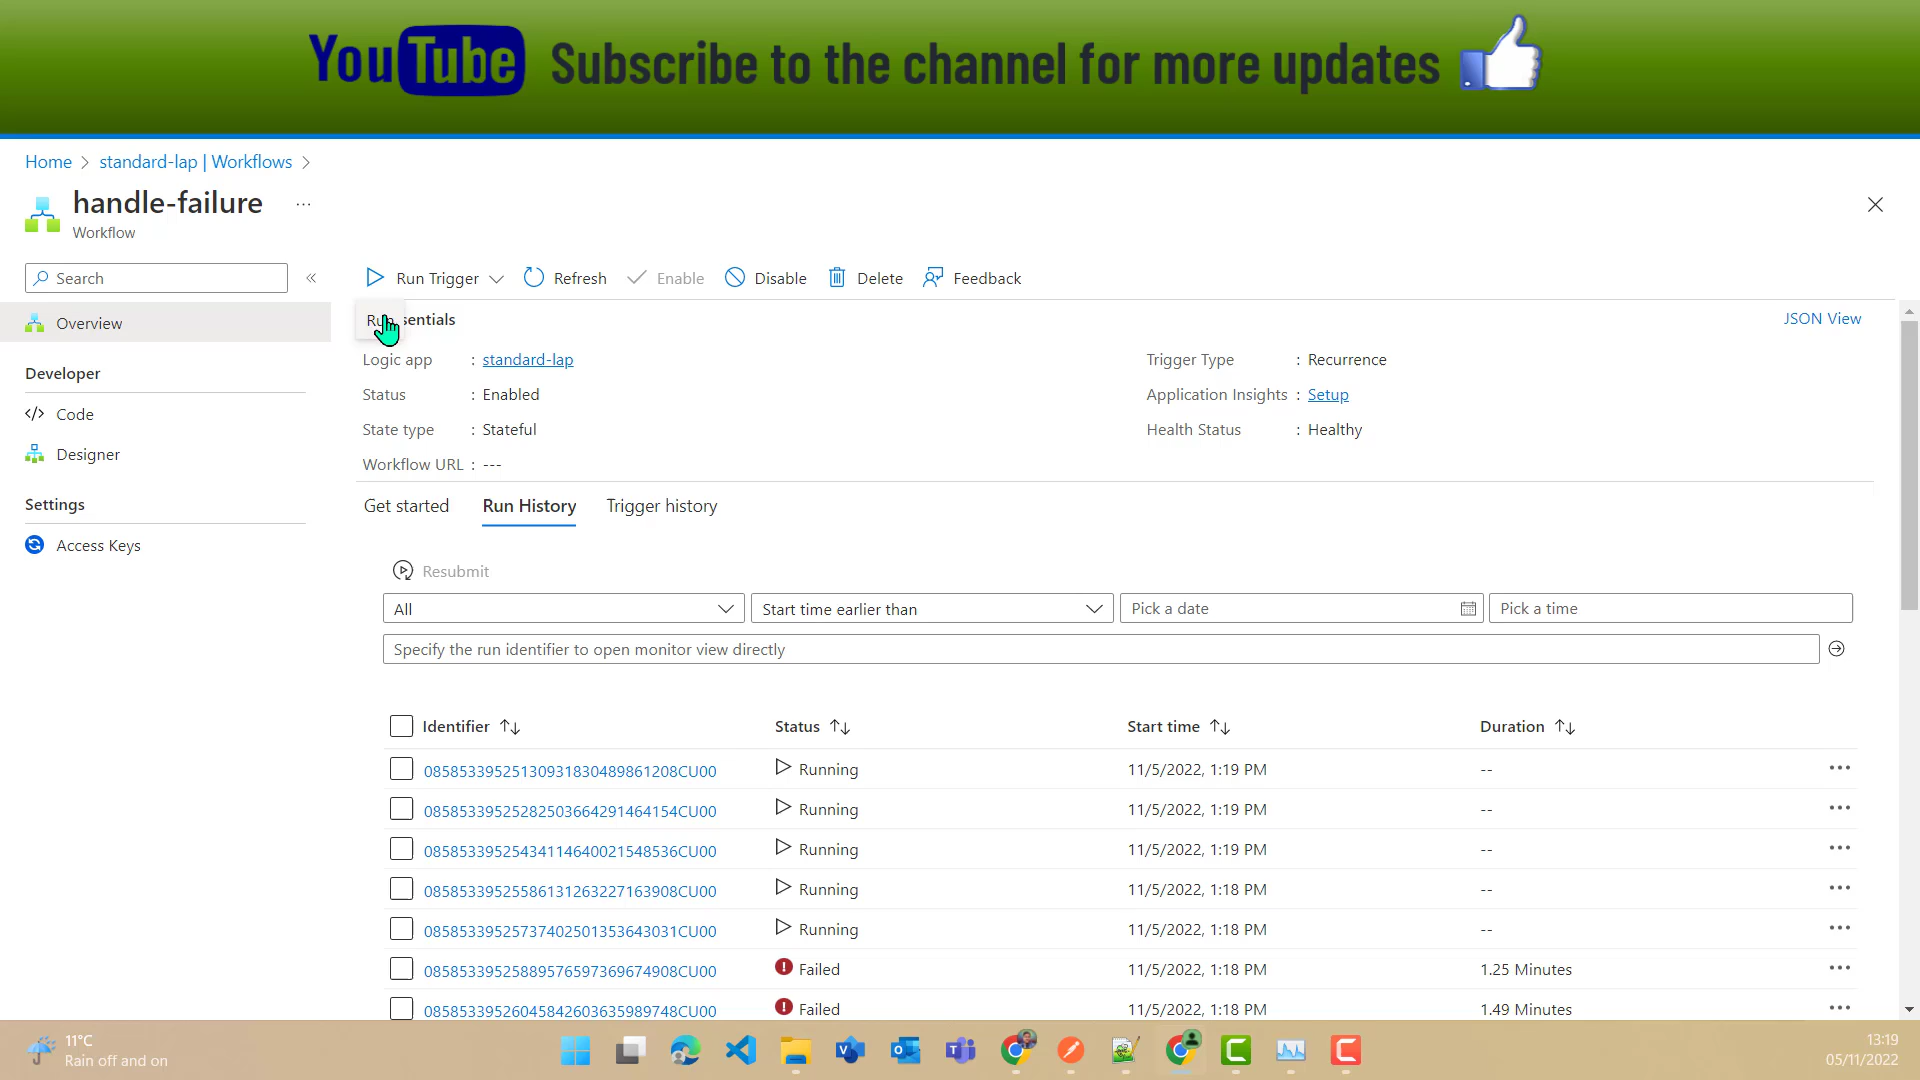 YouTube Subscribe to the channel for more updates
Home > standard-lap | Workflows >
handle-failure ...
Workflow
Search «
Run Trigger Refresh Enable Disable Delete Feedback
Overview
Run sentials JSON View
Logic app : standard-lap Trigger Type : Recurrence
Developer
Status : Enabled Application Insights : Setup
Code
State type : Stateful Health Status : Healthy
Designer
Workflow URL : ---
Settings
Get started Run History Trigger history
Access Keys
Resubmit
All Start time earlier than Pick a date Pick a time
Specify the run identifier to open monitor view directly
Identifier Status Start time Duration
08585339525130931830489861208CU00 Running 11/5/2022, 1:19 PM --
08585339525282503664291464154CU00 Running 11/5/2022, 1:19 PM --
08585339525434114640021548536CU00 Running 11/5/2022, 1:19 PM --
08585339525586131263227163908CU00 Running 11/5/2022, 1:18 PM --
08585339525737402501353643031CU00 Running 11/5/2022, 1:18 PM --
08585339525889576597369674908CU00 Failed 11/5/2022, 1:18 PM 1.25 Minutes
08585339526045842603635989748CU00 Failed 11/5/2022, 1:18 PM 1.49 Minutes
11°C 13:19
Rain off and on 05/11/2022